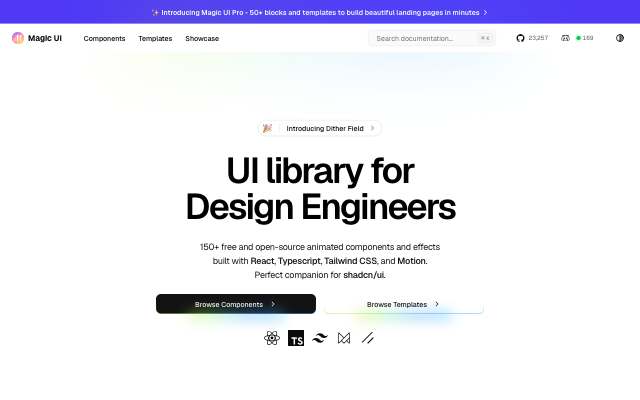 ✨ Introducing Magic UI Pro - 50+ blocks and templates to build beautiful landing pages in minutes
Magic UI
Components
Templates
Showcase
Search documentation...
⌘ K
23,257
169
Introducing Dither Field
UI library for
Design Engineers
150+ free and open-source animated components and effects
built with React, Typescript, Tailwind CSS, and Motion.
Perfect companion for shadcn/ui.
Browse Components
Browse Templates
TS